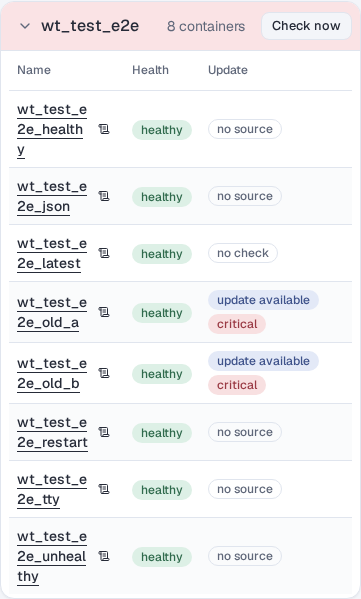 wt_test_e2e 8 containers Check now
Name Health Update
wt_test_e
2e_health
y
healthy no source
wt_test_e
2e_json
healthy no source
wt_test_e
2e_latest
healthy no check
wt_test_e
2e_old_a
healthy update available
critical
wt_test_e
2e_old_b
healthy update available
critical
wt_test_e
2e_restart
healthy no source
wt_test_e
2e_tty
healthy no source
wt_test_e
2e_unheal
thy
healthy no source